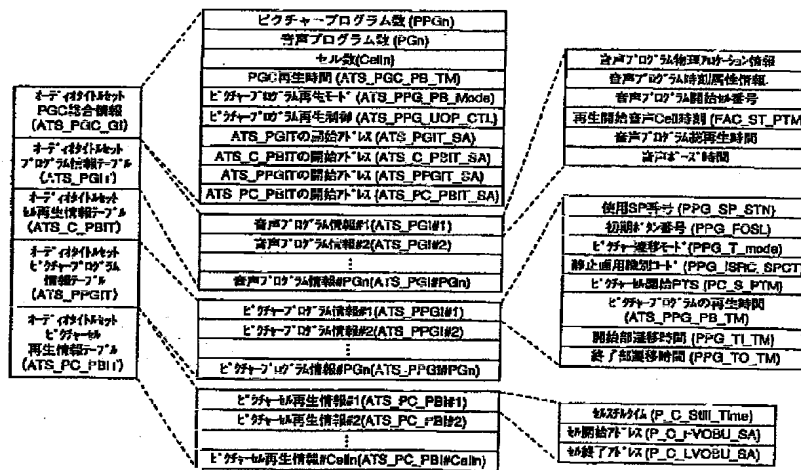 オーディオタイトルセット
PGC総合情報
(ATS_PGC_GI)
オーディオタイトルセット
プログラム情報テーブル
(ATS_PGIT)
オーディオタイトルセット
セル再生情報テーブル
(ATS_C_PBIT)
オーディオタイトルセット
ピクチャープログラム
情報テーブル
(ATS_PPGIT)
オーディオタイトルセット
ピクチャーセル
再生情報テーブル
(ATS_PC_PBIT)
ピクチャープログラム数 (PPGn)
音声プログラム数 (PGn)
セル数(Celln)
PGC再生時間 (ATS_PGC_PB_TM)
ピクチャープログラム再生モード (ATS_PPG_PB_Mode)
ピクチャープログラム再生制御 (ATS_PPG_UOP_CTL)
ATS_PGITの開始アドレス (ATS_PGIT_SA)
ATS_C_PBITの開始アドレス (ATS_C_PBIT_SA)
ATS_PPGITの開始アドレス (ATS_PPGIT_SA)
ATS_PC_PBITの開始アドレス (ATS_PC_PBIT_SA)
音声プログラム情報#1(ATS_PGI#1)
音声プログラム情報#2(ATS_PGI#2)
⋮
音声プログラム情報#PGn(ATS_PGI#PGn)
ピクチャープログラム情報#1(ATS_PPGI#1)
ピクチャープログラム情報#2(ATS_PPGI#2)
⋮
ピクチャープログラム情報#PGn(ATS_PPGI#PGn)
ピクチャーセル再生情報#1(ATS_PC_PBI#1)
ピクチャーセル再生情報#2(ATS_PC_PBI#2)
⋮
ピクチャーセル再生情報#Celln(ATS_PC_PBI#Celln)
音声プログラム物理アロケーション情報
音声プログラム時刻属性情報
音声プログラム開始セル番号
再生開始音声Cell時刻 (FAC_ST_PTM)
音声プログラム総再生時間
音声ポーズ時間
使用SP番号 (PPG_SP_STN)
初期ボタン番号 (PPG_FOSL)
ピクチャー遷移モード (PPG_T_mode)
静止画用識別コード (PPG_ISRC_SPCT)
ピクチャーセル開始PTS (PC_S_PTM)
ピクチャープログラムの再生時間
(ATS_PPG_PB_TM)
開始部遷移時間 (PPG_TI_TM)
終了部遷移時間 (PPG_TO_TM)
セルスチルタイム (P_C_Still_Time)
セル開始アドレス (P_C_FVOBU_SA)
セル終了アドレス (P_C_LVOBU_SA)